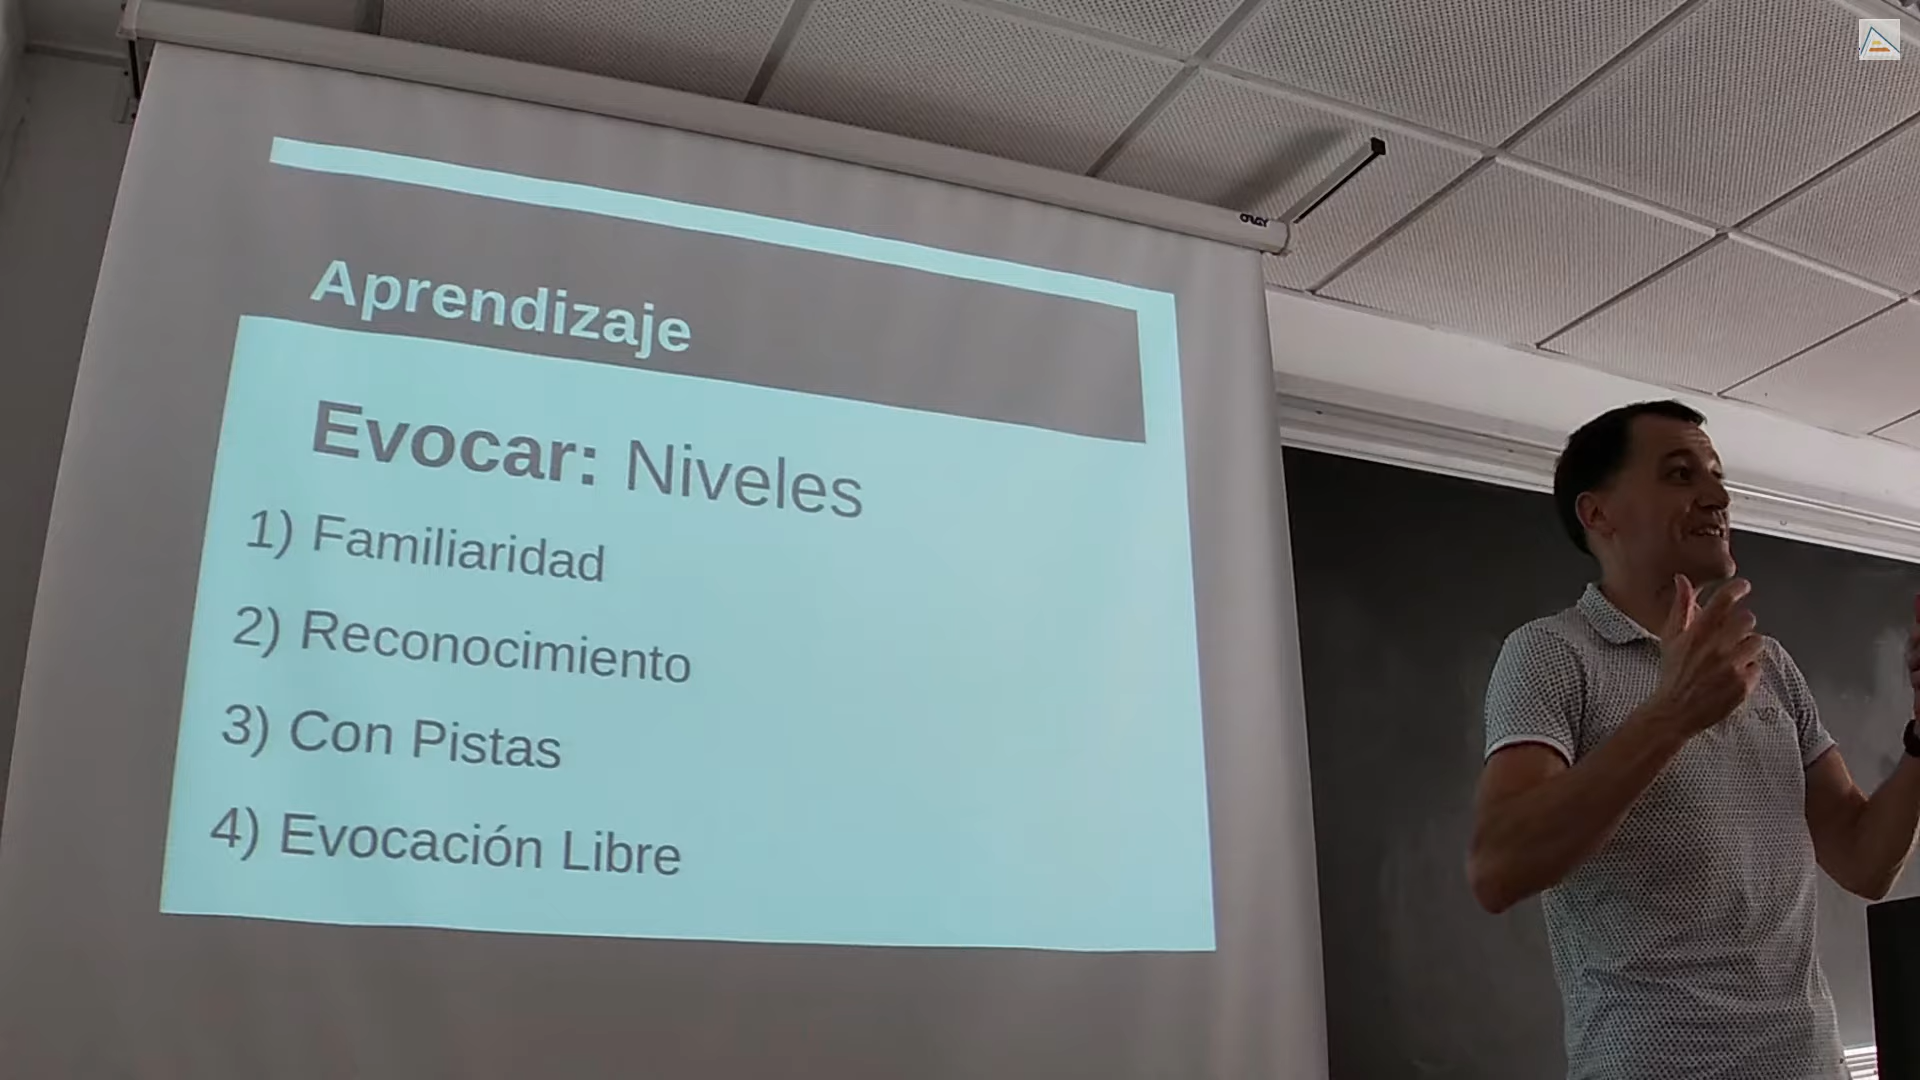 Aprendizaje
Evocar: Niveles
1) Familiaridad
2) Reconocimiento
3) Con Pistas
4) Evocación Libre